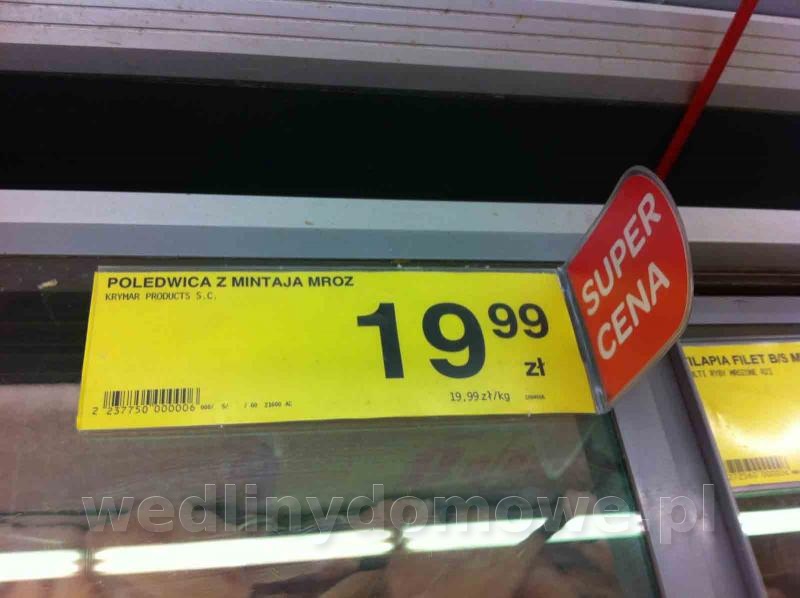 POLEDWICA Z MINTAJA MROZ
KRYMAR PRODUCTS S.C.
19 99
zł
19,99 zł/kg
2 237750 000006
SUPER
CENA
ILAPIA FILET B/S M
wedlinydomowe.pl